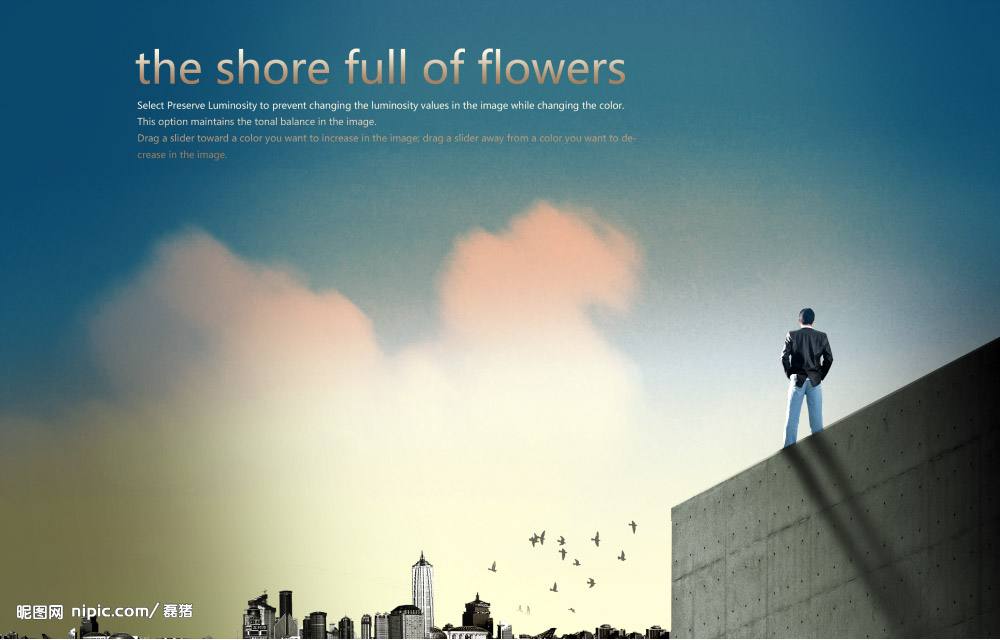 the shore full of flowers
Select Preserve Luminosity to prevent changing the luminosity values in the image while changing the color.
This option maintains the tonal balance in the image.
Drag a slider toward a color you want to increase in the image; drag a slider away from a color you want to de-
crease in the image.
昵图网 nipic.com/ 磊猪